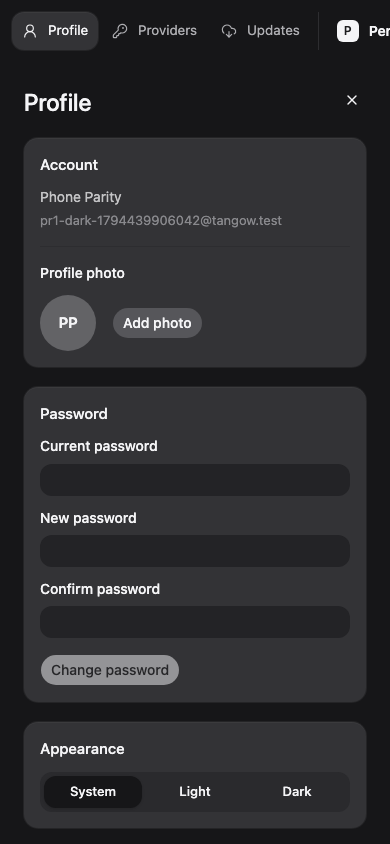 Profile
Providers
Updates
P
Per
Profile
Account
Phone Parity
pr1-dark-1794439906042@tangow.test
Profile photo
PP
Add photo
Password
Current password
New password
Confirm password
Change password
Appearance
System
Light
Dark